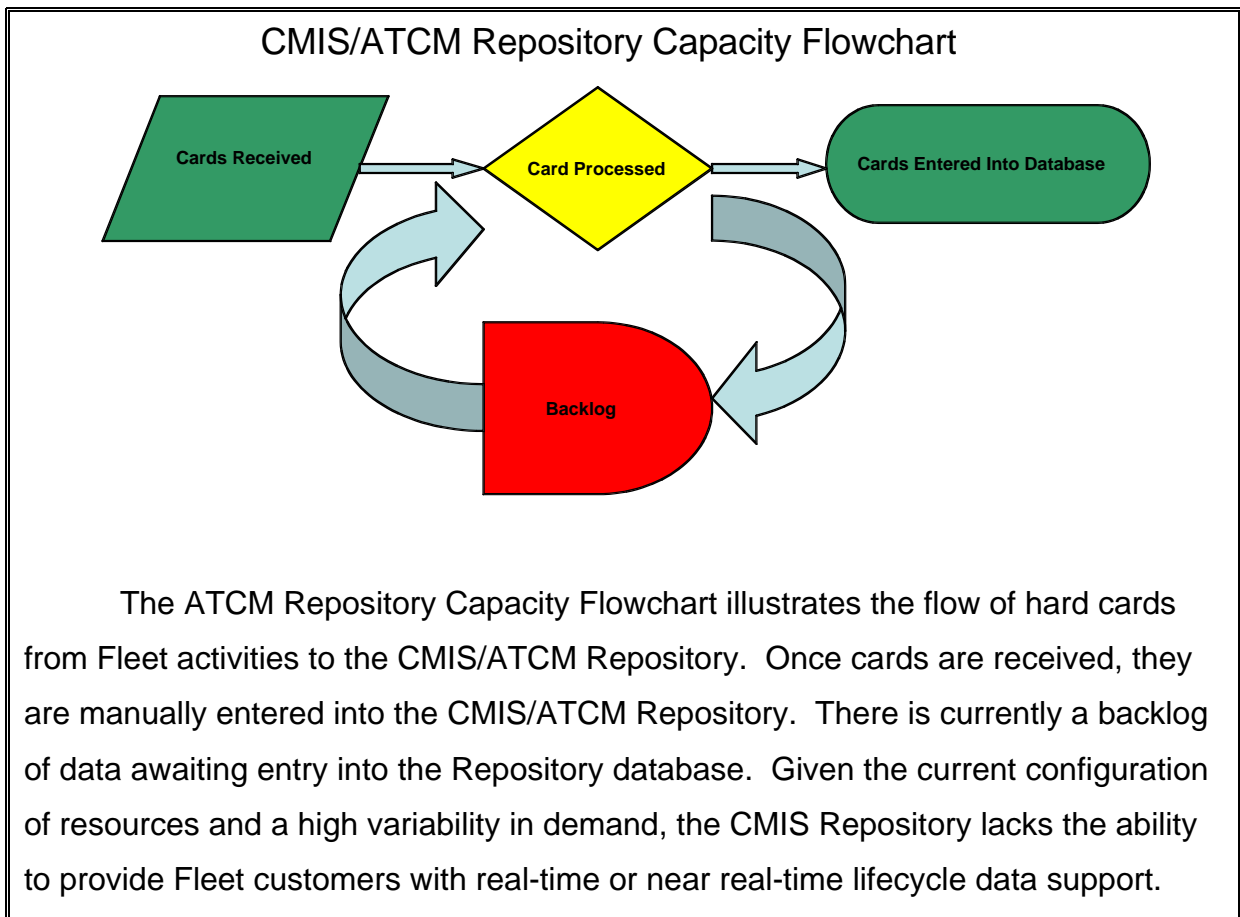 CMIS/ATCM Repository Capacity Flowchart
Cards Received
Card Processed
Cards Entered Into Database
Backlog
The ATCM Repository Capacity Flowchart illustrates the flow of hard cards
from Fleet activities to the CMIS/ATCM Repository.  Once cards are received, they
are manually entered into the CMIS/ATCM Repository.  There is currently a backlog
of data awaiting entry into the Repository database.  Given the current configuration
of resources and a high variability in demand, the CMIS Repository lacks the ability
to provide Fleet customers with real-time or near real-time lifecycle data support.